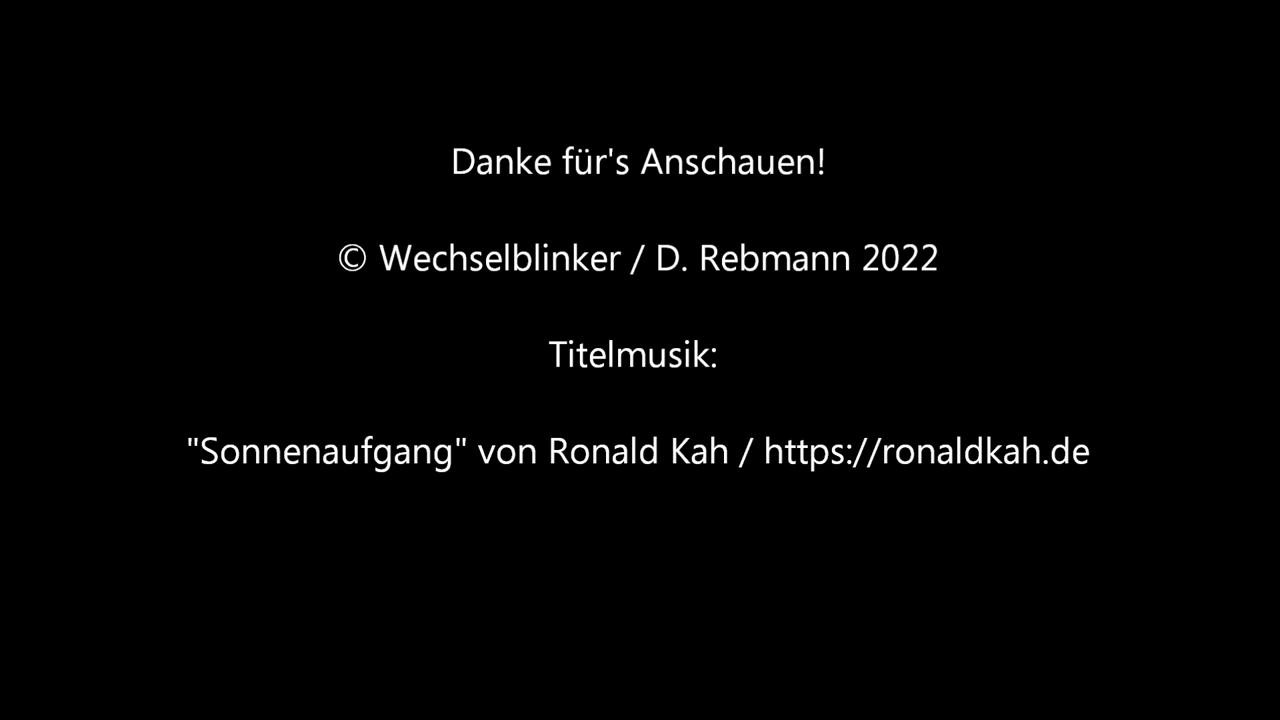 Danke für's Anschauen!
© Wechselblinker / D. Rebmann 2022
Titelmusik:
"Sonnenaufgang" von Ronald Kah / https://ronaldkah.de